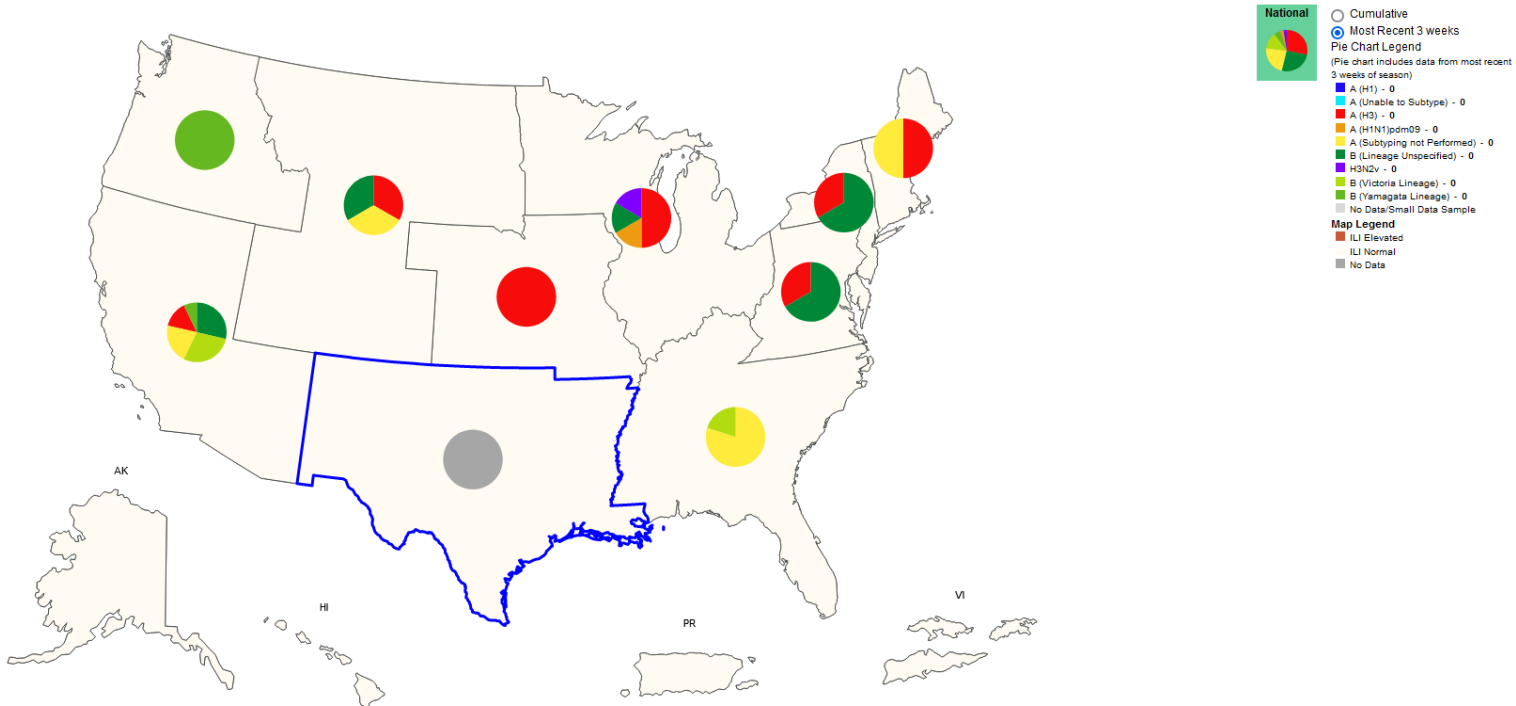 National
Cumulative
Most Recent 3 weeks
Pie Chart Legend
(Pie chart includes data from most recent
3 weeks of season)
A (H1) - 0
A (Unable to Subtype) - 0
A (H3) - 0
A (H1N1)pdm09 - 0
A (Subtyping not Performed) - 0
B (Lineage Unspecified) - 0
H3N2v - 0
B (Victoria Lineage) - 0
B (Yamagata Lineage) - 0
No Data/Small Data Sample
Map Legend
ILI Elevated
ILI Normal
No Data
AK
HI
PR
VI